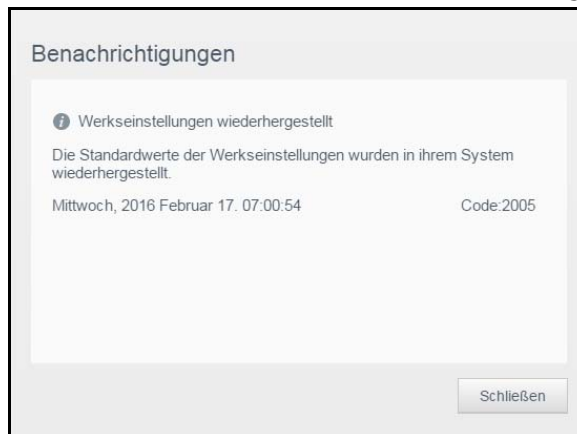 Benachrichtigungen
Werkseinstellungen wiederhergestellt
Die Standardwerte der Werkseinstellungen wurden in ihrem System
wiederhergestellt.
Mittwoch, 2016 Februar 17. 07:00:54 Code:2005
Schließen